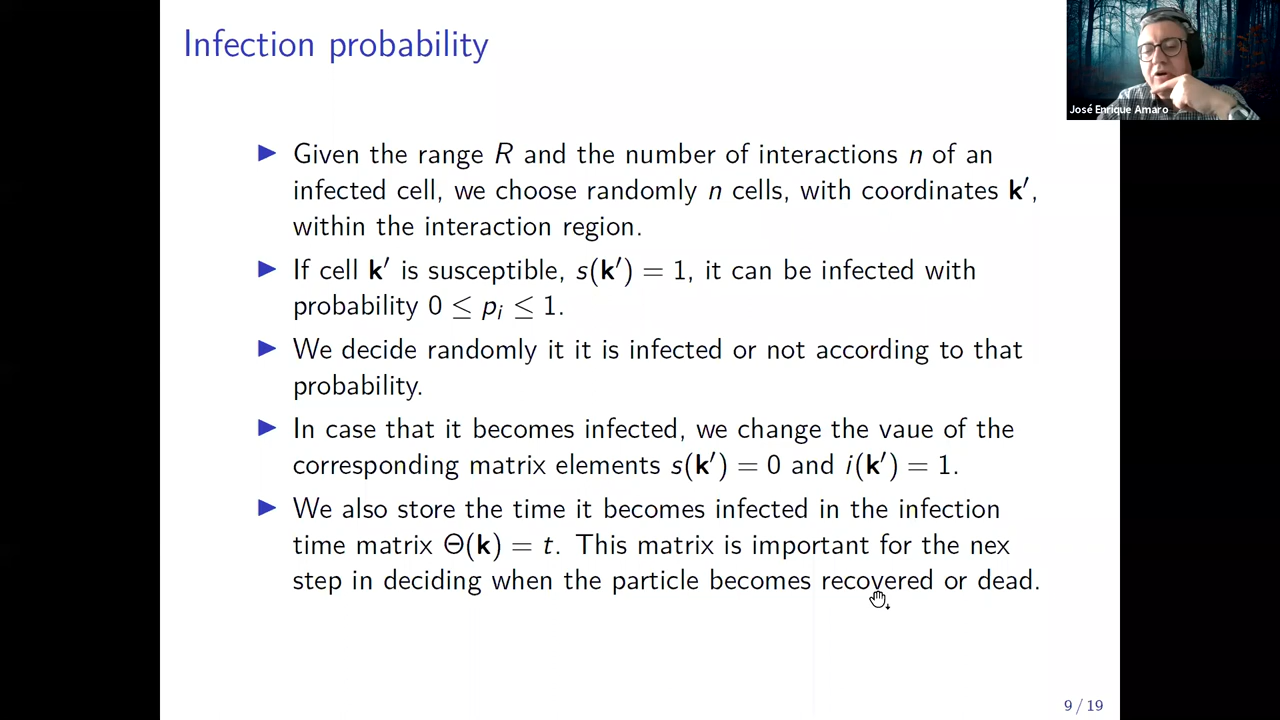 Infection probability
José Enrique Amaro
▶ Given the range R and the number of interactions n of an
infected cell, we choose randomly n cells, with coordinates k′,
within the interaction region.
▶ If cell k′ is susceptible, s(k′) = 1, it can be infected with
probability 0 ≤ pᵢ ≤ 1.
▶ We decide randomly it it is infected or not according to that
probability.
▶ In case that it becomes infected, we change the vaue of the
corresponding matrix elements s(k′) = 0 and i(k′) = 1.
▶ We also store the time it becomes infected in the infection
time matrix Θ(k) = t. This matrix is important for the nex
step in deciding when the particle becomes recovered or dead.
9 / 19